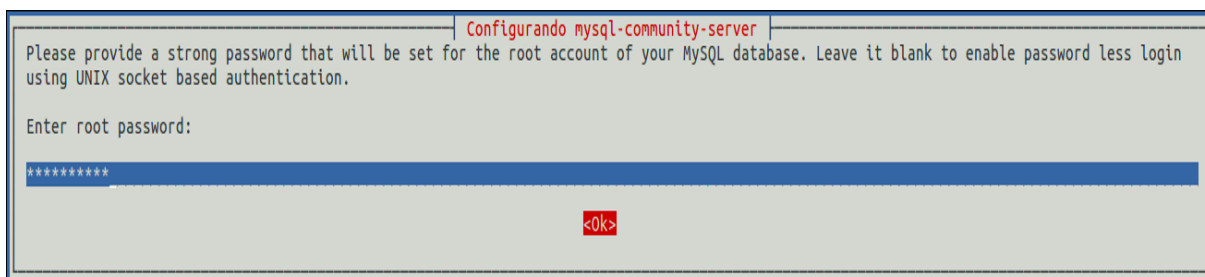 Configurando mysql-community-server
Please provide a strong password that will be set for the root account of your MySQL database. Leave it blank to enable password less login
using UNIX socket based authentication.
Enter root password:
**********
<Ok>